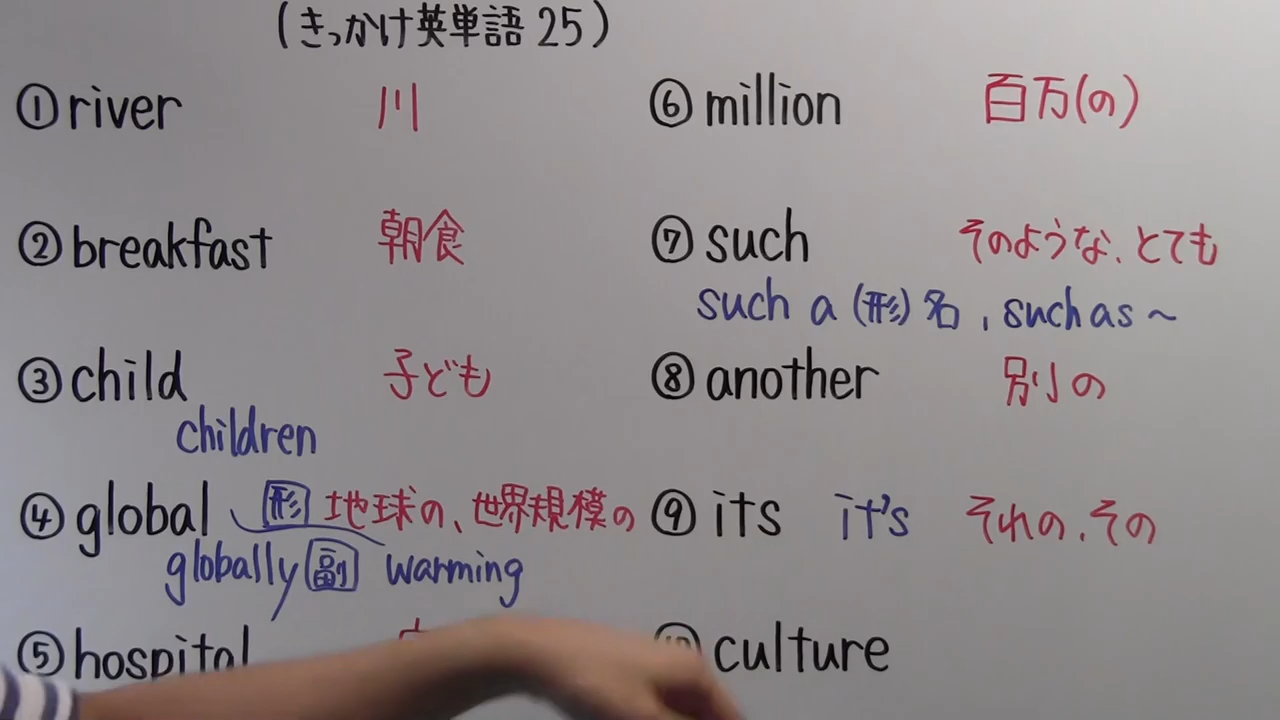 (きっかけ英単語25)
①river 川
②breakfast 朝食
③child 子ども
children
④global 形 地球の、世界規模の
globally 副 warming
⑤hospital
⑥million 百万(の)
⑦such そのような、とても
such a (形) 名 , such as ～
⑧another 別の
⑨its it's それの、その
culture